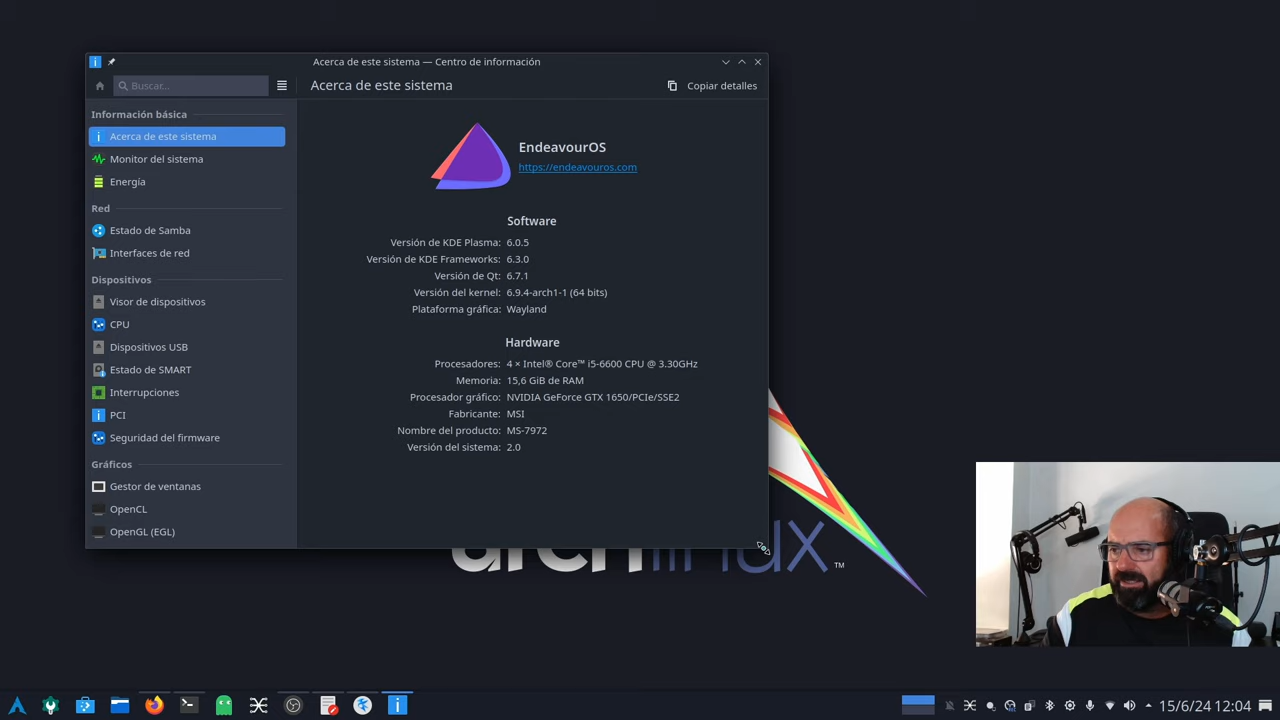 Acerca de este sistema — Centro de información
Buscar...
Acerca de este sistema
Copiar detalles
Información básica
Acerca de este sistema
Monitor del sistema
Energía
Red
Estado de Samba
Interfaces de red
Dispositivos
Visor de dispositivos
CPU
Dispositivos USB
Estado de SMART
Interrupciones
PCI
Seguridad del firmware
Gráficos
Gestor de ventanas
OpenCL
OpenGL (EGL)
EndeavourOS
https://endeavouros.com
Software
Versión de KDE Plasma: 6.0.5
Versión de KDE Frameworks: 6.3.0
Versión de Qt: 6.7.1
Versión del kernel: 6.9.4-arch1-1 (64 bits)
Plataforma gráfica: Wayland
Hardware
Procesadores: 4 × Intel® Core™ i5-6600 CPU @ 3.30GHz
Memoria: 15,6 GiB de RAM
Procesador gráfico: NVIDIA GeForce GTX 1650/PCIe/SSE2
Fabricante: MSI
Nombre del producto: MS-7972
Versión del sistema: 2.0
archlinux ™
15/6/24 12:04